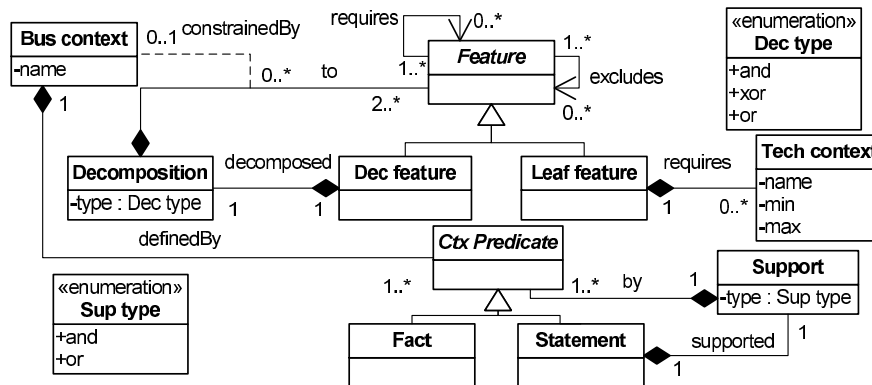 requires
0..*
«enumeration»
Dec type
+and
+xor
+or
Bus context
-name
0..1
constrainedBy
Feature
1..*
1..*
excludes
0..*
to
0..*
2..*
1
Decomposition
-type : Dec type
decomposed
1
1
Dec feature
Leaf feature
requires
1
0..*
Tech context
-name
-min
-max
definedBy
Ctx Predicate
1..*
1..*
by
1
Support
-type : Sup type
1
«enumeration»
Sup type
+and
+or
Fact
Statement
supported
1